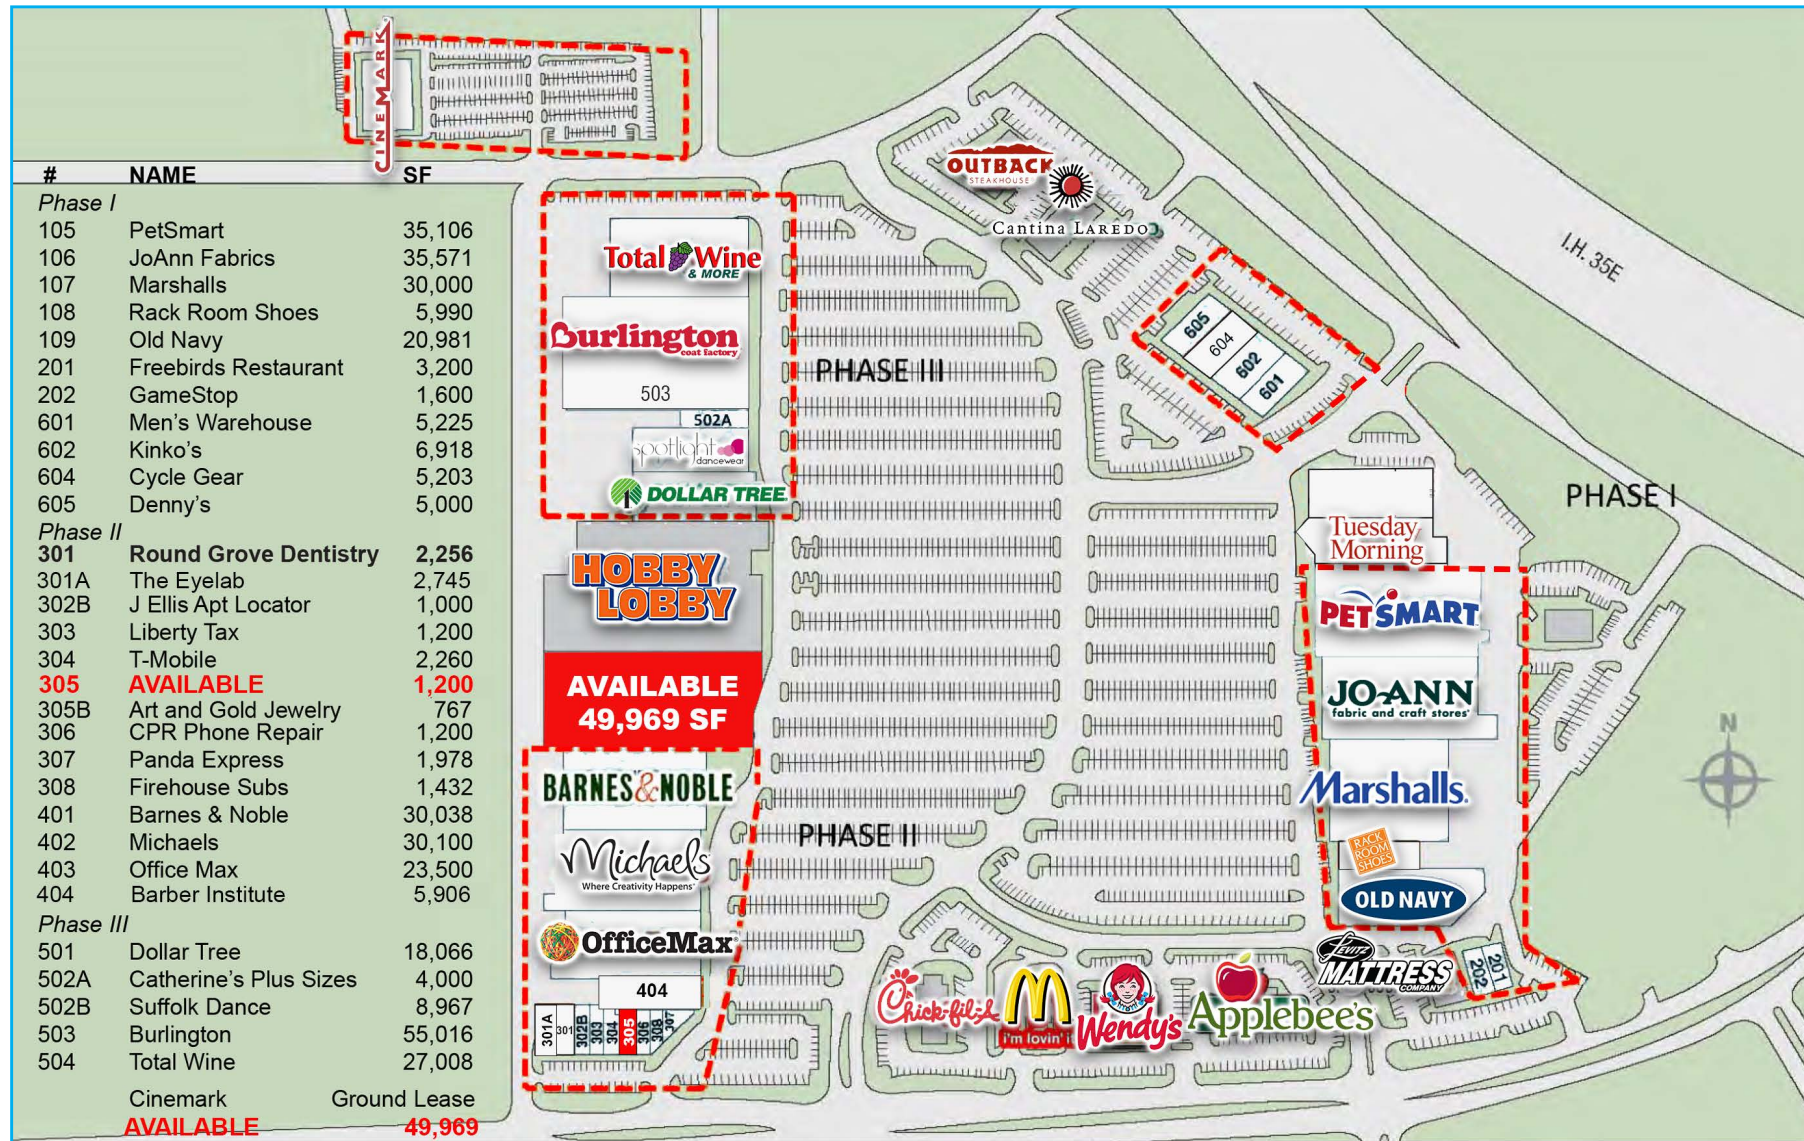 # NAME SF
Phase I
105 PetSmart 35,106
106 JoAnn Fabrics 35,571
107 Marshalls 30,000
108 Rack Room Shoes 5,990
109 Old Navy 20,981
201 Freebirds Restaurant 3,200
202 GameStop 1,600
601 Men's Warehouse 5,225
602 Kinko's 6,918
604 Cycle Gear 5,203
605 Denny's 5,000
Phase II
301 Round Grove Dentistry 2,256
301A The Eyelab 2,745
302B J Ellis Apt Locator 1,000
303 Liberty Tax 1,200
304 T-Mobile 2,260
305 AVAILABLE 1,200
305B Art and Gold Jewelry 767
306 CPR Phone Repair 1,200
307 Panda Express 1,978
308 Firehouse Subs 1,432
401 Barnes & Noble 30,038
402 Michaels 30,100
403 Office Max 23,500
404 Barber Institute 5,906
Phase III
501 Dollar Tree 18,066
502A Catherine's Plus Sizes 4,000
502B Suffolk Dance 8,967
503 Burlington 55,016
504 Total Wine 27,008
Cinemark Ground Lease
AVAILABLE 49,969
CINEMARK
Total Wine
& MORE
Burlington
coat factory
503
502A
spotlight
dancewear
DOLLAR TREE
HOBBY
LOBBY
AVAILABLE
49,969 SF
BARNES&NOBLE
Michaels
Where Creativity Happens
OfficeMax
404
301A 301 302B 303 304 305 306 308 307
PHASE III
PHASE II
OUTBACK
STEAKHOUSE
Cantina LAREDO
605
604
602
601
I.H. 35E
PHASE I
Tuesday
Morning
PETSMART
JO-ANN
fabric and craft stores
Marshalls.
RACK
ROOM
SHOES
OLD NAVY
LEVITZ
MATTRESS
COMPANY
201
202
N
Chick-fil-A
i'm lovin' i
Wendy's
Applebee's